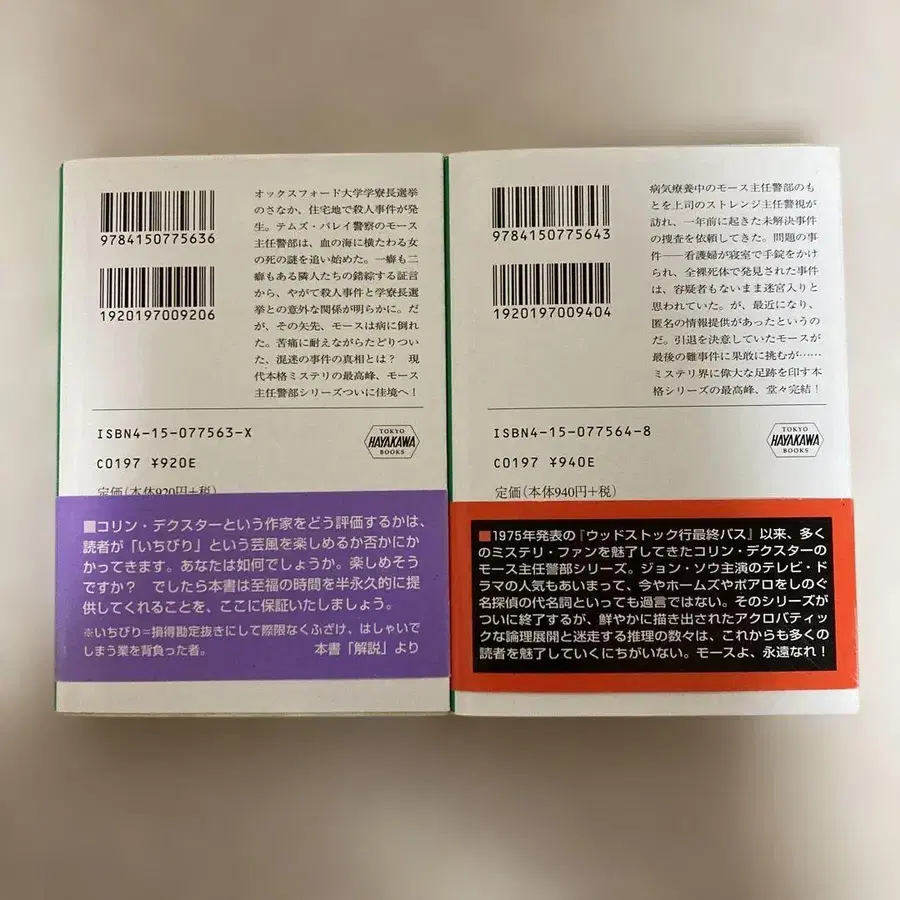 9784150775636
1920197009206
オックスフォード大学学寮長選挙
のさなか、住宅地で殺人事件が
発生。テムズ・バレイ警察のモース
主任警部は、血の海に横たわる女
の死の謎を追い始めた。一癖も二
癖もある隣人たちの錯綜する証言
から、やがて殺人事件と学寮長選
挙との意外な関係が明らかに。だ
が、その矢先、モースは病に倒れ
た。苦痛に耐えながらたどりつ
いた、混迷の事件の真相とは？　現
代本格ミステリの最高峰、モース
主任警部シリーズついに佳境へ！
ISBN4-15-077563-X
C0197 ¥920E
定価(本体920円+税)
TOKYO
HAYAKAWA
BOOKS
■コリン・デクスターという作家をどう評価するかは、
読者が「いちびり」という芸風を楽しめるか否かにか
かってきます。あなたは如何でしょうか。楽しめそう
ですか？　でしたら本書は至福の時間を半永久的に提
供してくれることを、ここに保証いたしましょう。
※いちびり=損得勘定抜きにして際限なくふざけ、はしゃいで
しまう業を背負った者。　本書「解説」より
9784150775643
1920197009404
病気療養中のモース主任警部のも
とを上司のストレンジ主任警視が
訪れ、一年前に起きた未解決事件
の捜査を依頼してきた。問題の事
件――看護婦が寝室で手錠をかけ
られ、全裸死体で発見された事件
は、容疑者もないまま迷宮入りと
思われていた。が、最近になり、
匿名の情報提供があったというの
だ。引退を決意していたモースが
最後の難事件に果敢に挑むが……
ミステリ界に偉大な足跡を印す本
格シリーズの最高峰、堂々完結！
ISBN4-15-077564-8
C0197 ¥940E
定価(本体940円+税)
TOKYO
HAYAKAWA
BOOKS
■1975年発表の『ウッドストック行最終バス』以来、多く
のミステリ・ファンを魅了してきたコリン・デクスターの
モース主任警部シリーズ。ジョン・ソウ主演のテレビ・ド
ラマの人気もあいまって、今やホームズやポアロをしのぐ
名探偵の代名詞といっても過言ではない。そのシリーズが
ついに終了するが、鮮やかに描き出されたアクロバティッ
クな論理展開と迷走する推理の数々は、これからも多くの
読者を魅了していくにちがいない。モースよ、永遠なれ！